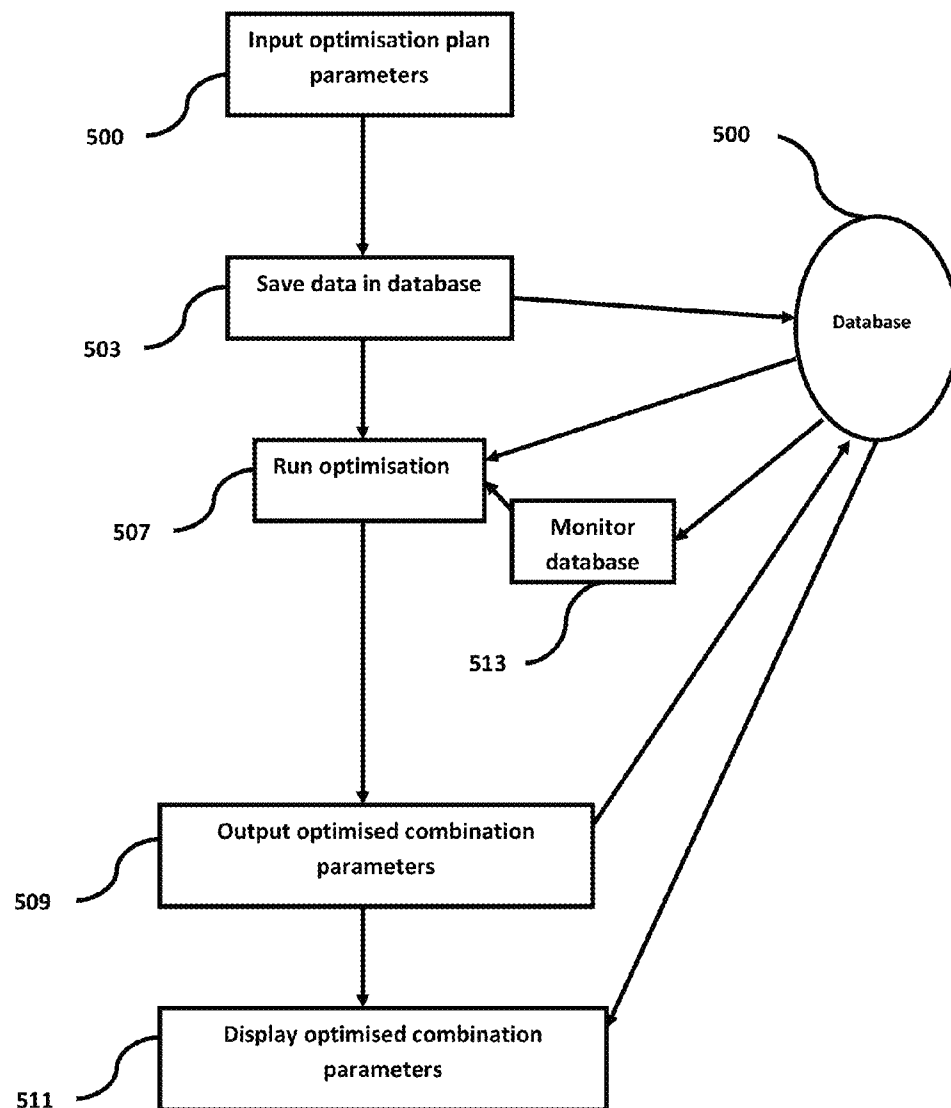 Input optimisation plan
parameters
500
500
Save data in database
Database
503
Run optimisation
507
Monitor
database
513
Output optimised combination
parameters
509
Display optimised combination
parameters
511